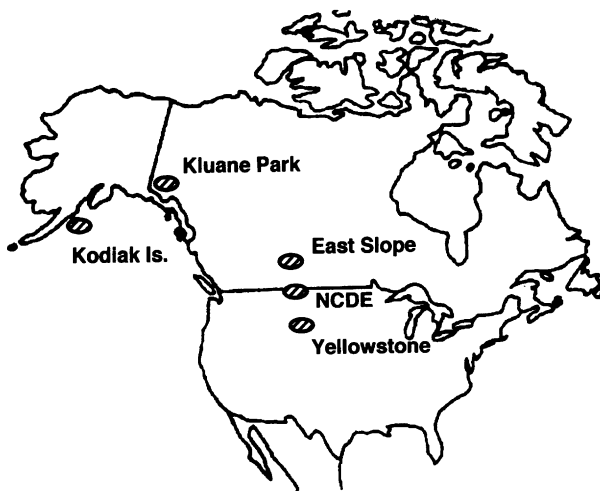 Kluane Park
Kodiak Is.
East Slope
NCDE
Yellowstone